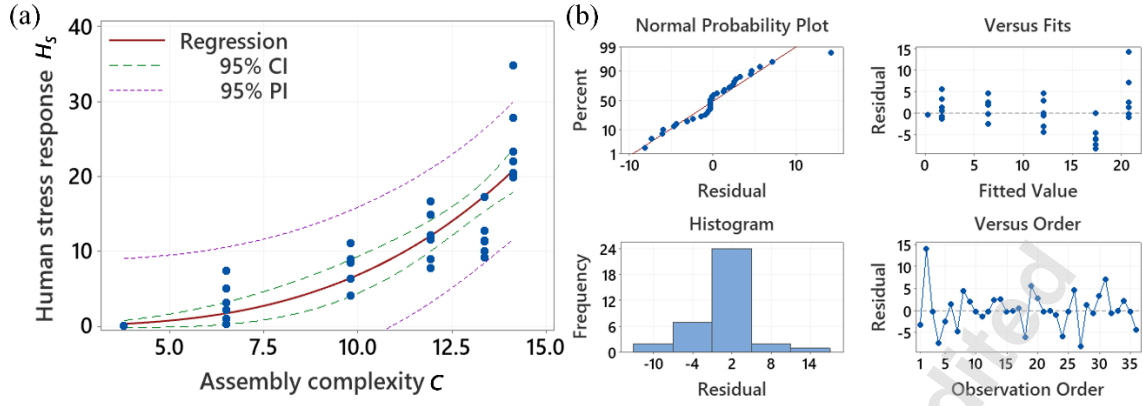 (a)
40
30
20
10
0
Human stress response Hs
Regression
95% CI
95% PI
5.0 7.5 10.0 12.5 15.0
Assembly complexity C
(b)
Normal Probability Plot
99
90
50
10
1
Percent
-10 0 10
Residual
Versus Fits
15
10
5
0
-5
Residual
0 5 10 15 20
Fitted Value
Histogram
24
18
12
6
0
Frequency
-10 -4 2 8 14
Residual
Versus Order
15
10
5
0
-5
Residual
1 5 10 15 20 25 30 35
Observation Order